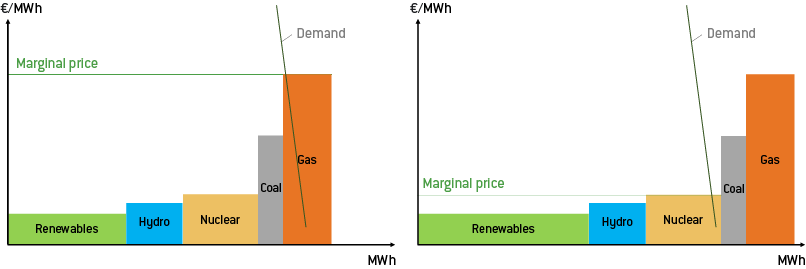 €/MWh
Demand
Marginal price
Gas
Coal
Nuclear
Hydro
Renewables
MWh
€/MWh
Demand
Gas
Marginal price
Coal
Nuclear
Hydro
Renewables
MWh